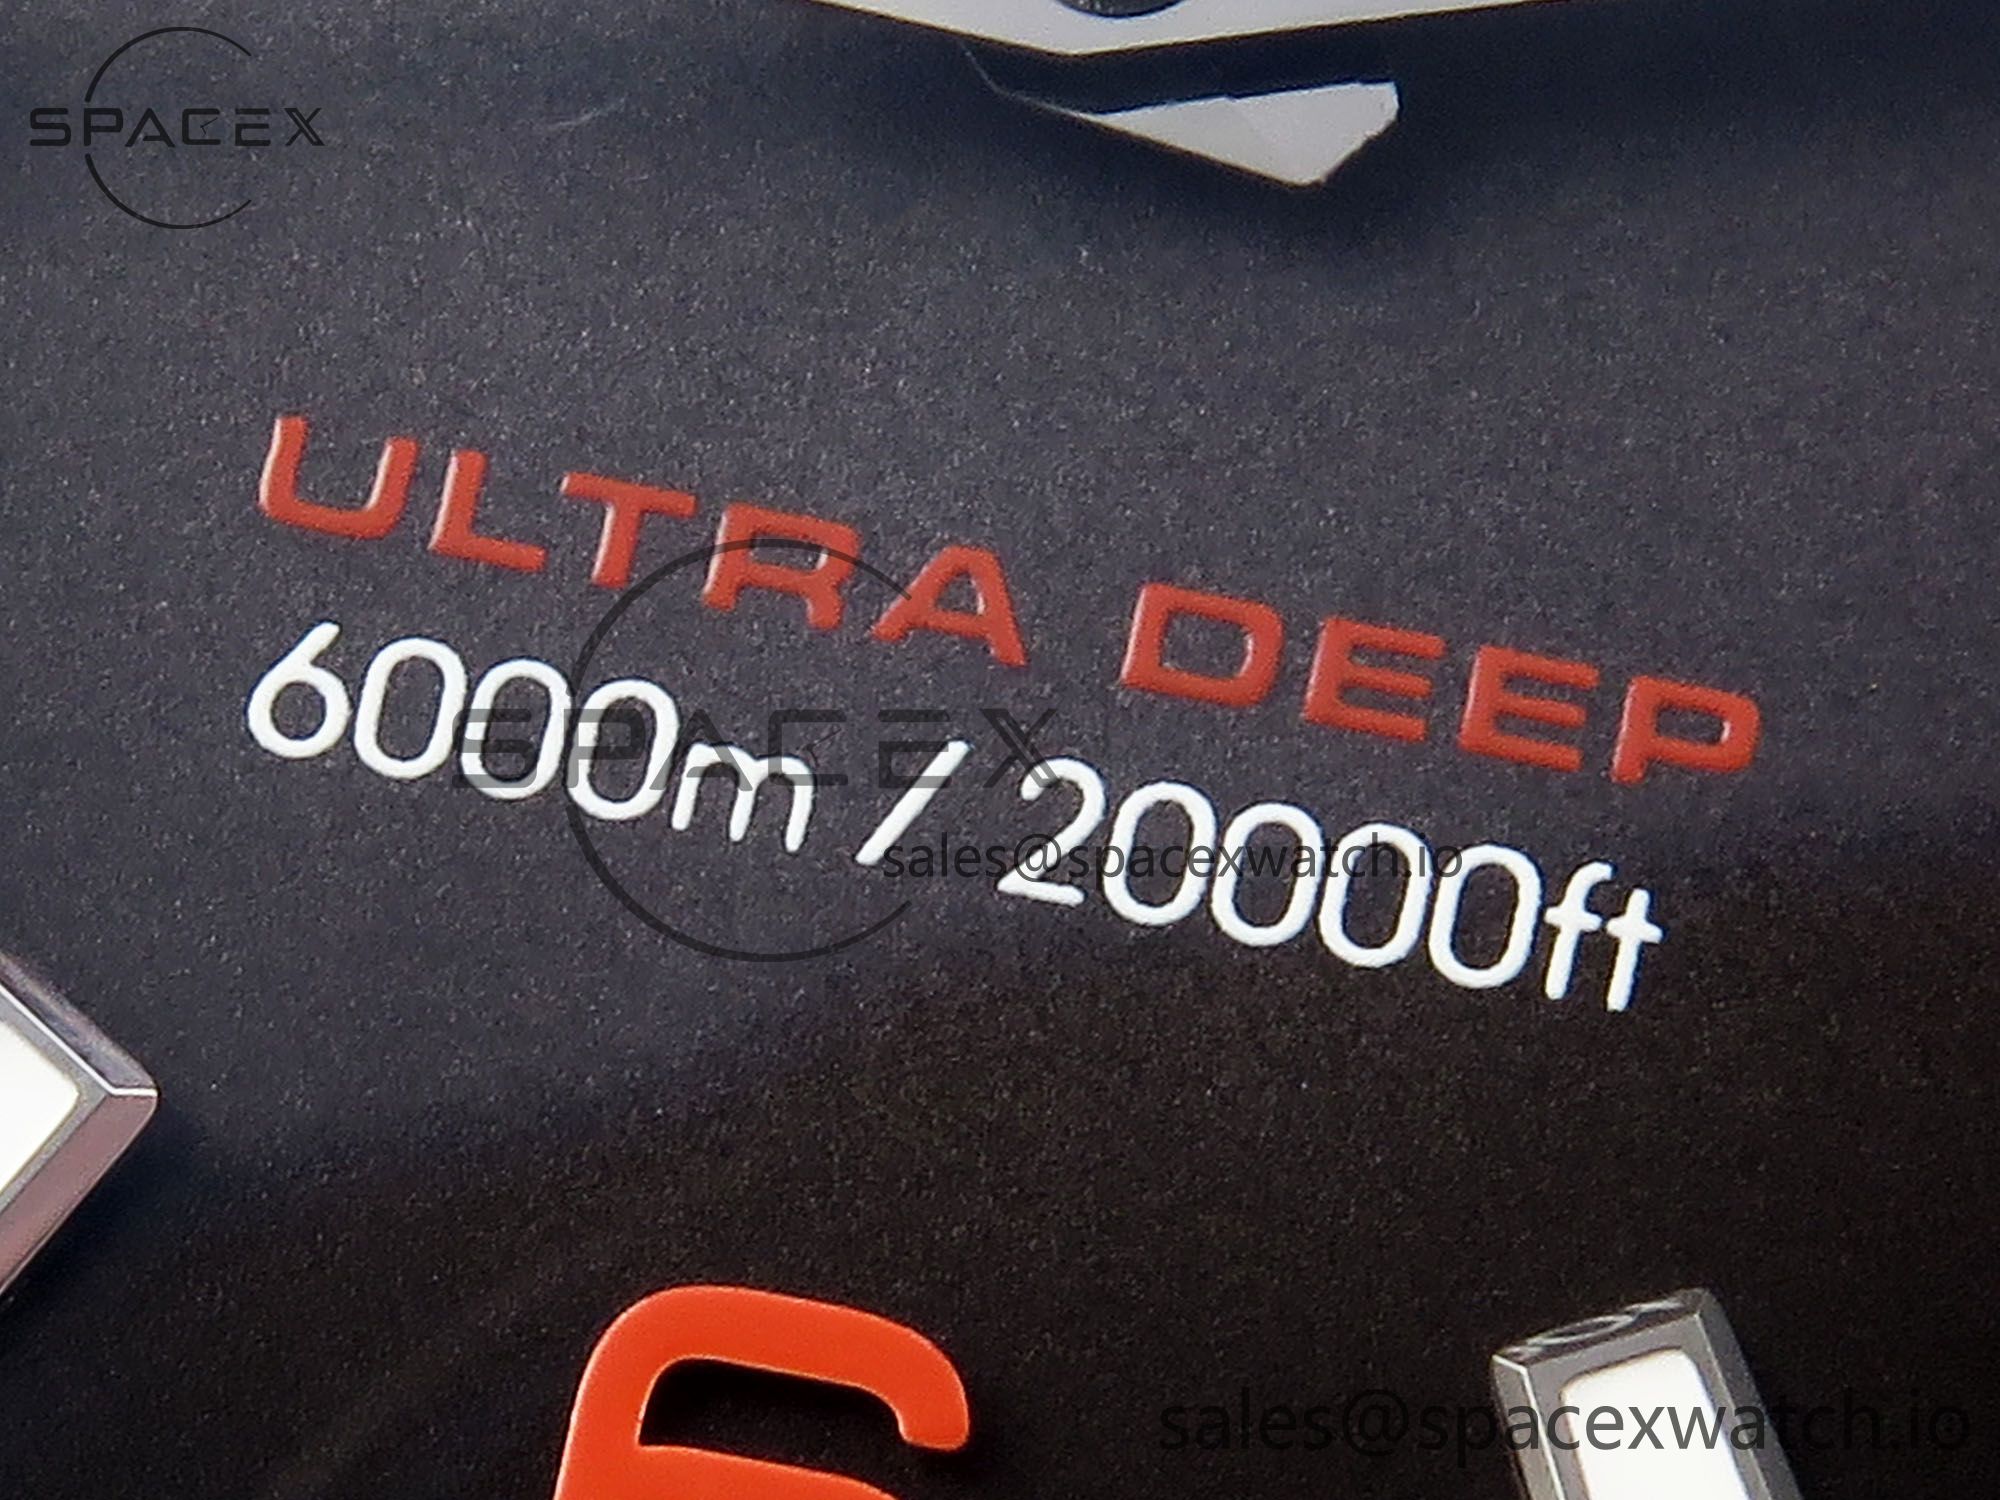 SPACEX
ULTRA DEEP
6000m / 20000ft
SPACEX
sales@spacexwatch.io
6
sales@spacexwatch.io